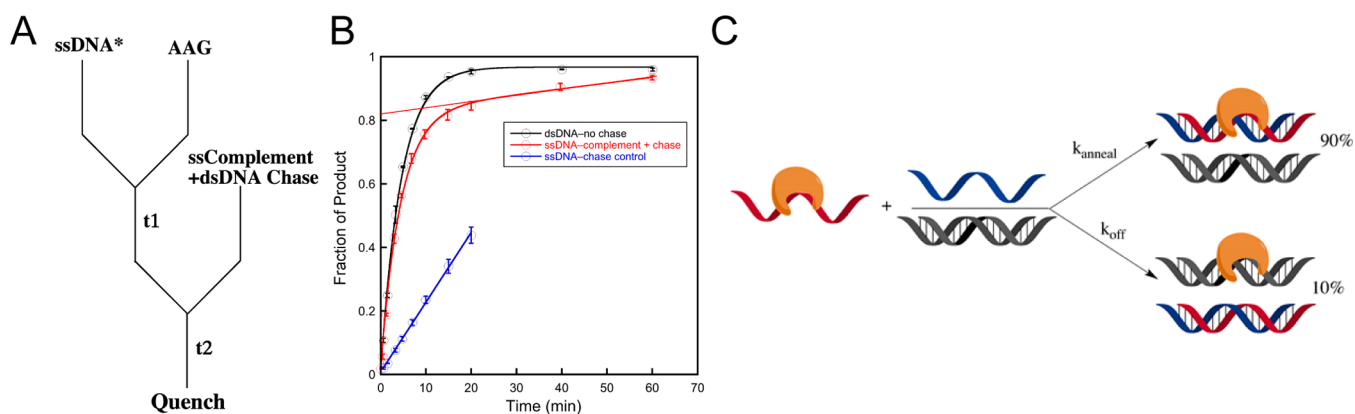 A
ssDNA*
AAG
ssComplement
+dsDNA Chase
t1
t2
Quench
B
Fraction of Product
1
0.8
0.6
0.4
0.2
0
dsDNA–no chase
ssDNA–complement + chase
ssDNA–chase control
0 10 20 30 40 50 60 70
Time (min)
C
+
k_anneal
k_off
90%
10%